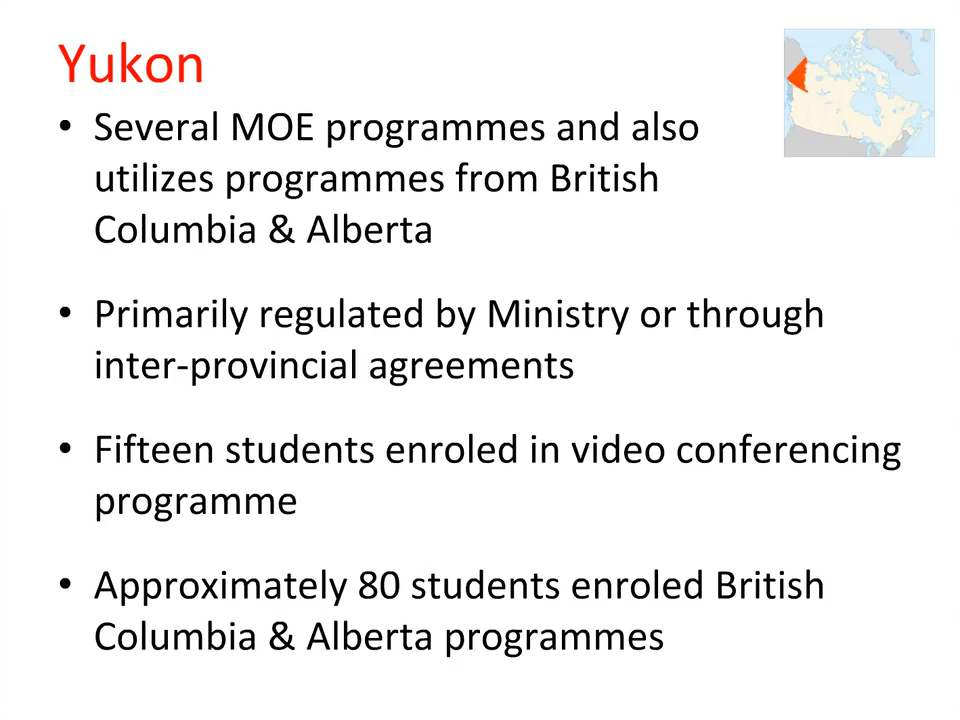 Yukon
• Several MOE programmes and also
utilizes programmes from British
Columbia & Alberta
• Primarily regulated by Ministry or through
inter-provincial agreements
• Fifteen students enroled in video conferencing
programme
• Approximately 80 students enroled British
Columbia & Alberta programmes